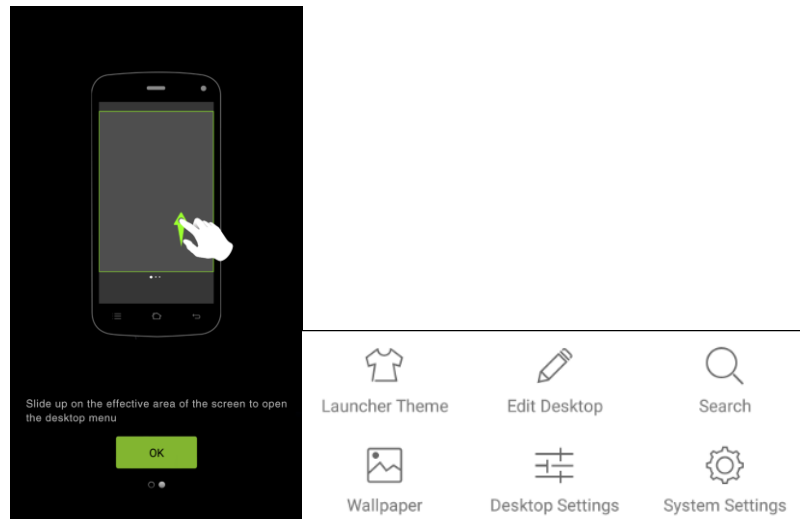 Slide up on the effective area of the screen to open
the desktop menu
OK
Launcher Theme
Edit Desktop
Search
Wallpaper
Desktop Settings
System Settings